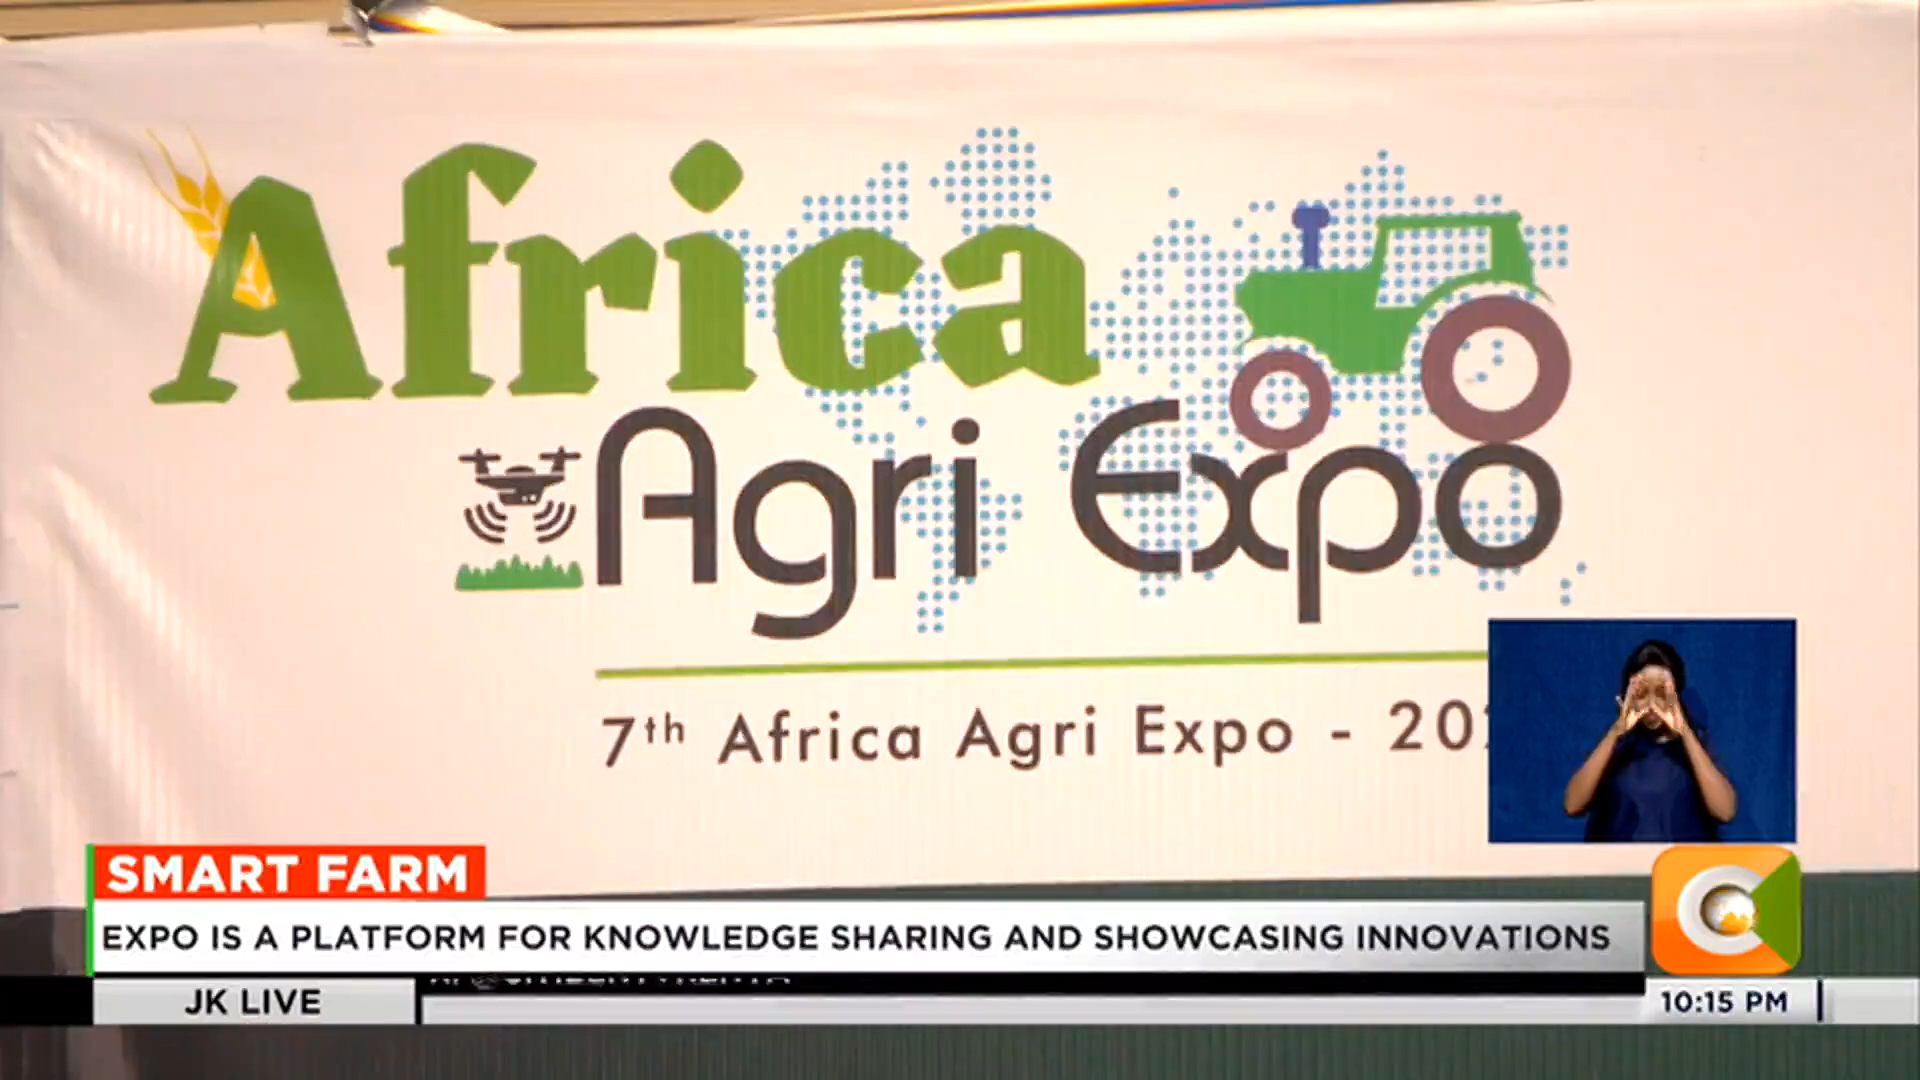 Africa
Agri Expo
7th Africa Agri Expo -
SMART FARM
EXPO IS A PLATFORM FOR KNOWLEDGE SHARING AND SHOWCASING INNOVATIONS
JK LIVE
10:15 PM